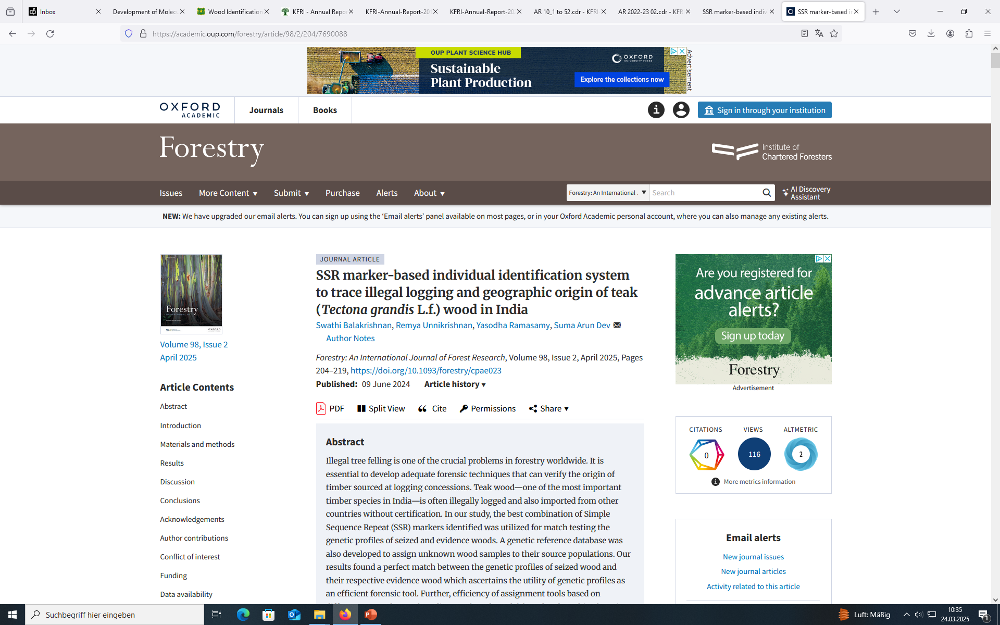 Inbox
Development of Molecu
Wood Identification
KFRI - Annual Repor
KFRI-Annual-Report-20
KFRI-Annual-Report-20
AR 10_1 to 52.cdr - KFRI
AR 2022-23 02.cdr - KFRI
SSR marker-based indiv
SSR marker-based in
https://academic.oup.com/forestry/article/98/2/204/7690088
OUP PLANT SCIENCE HUB
Sustainable
Plant Production
OXFORD
UNIVERSITY PRESS
Explore the collections now
Advertisement
OXFORD
ACADEMIC
Journals
Books
Sign in through your institution
Forestry
Institute of
Chartered Foresters
Issues
More Content
Submit
Purchase
Alerts
About
Forestry: An International
Search
AI Discovery
Assistant
NEW: We have upgraded our email alerts. You can sign up using the ‘Email alerts’ panel available on most pages, or in your Oxford Academic personal account, where you can also manage any existing alerts.
Forestry
OXFORD
Volume 98, Issue 2
April 2025
Article Contents
Abstract
Introduction
Materials and methods
Results
Discussion
Conclusions
Acknowledgements
Author contributions
Conflict of interest
Funding
Data availability
JOURNAL ARTICLE
SSR marker-based individual identification system
to trace illegal logging and geographic origin of teak
(Tectona grandis L.f.) wood in India
Swathi Balakrishnan, Remya Unnikrishnan, Yasodha Ramasamy, Suma Arun Dev
Author Notes
Forestry: An International Journal of Forest Research, Volume 98, Issue 2, April 2025, Pages
204–219, https://doi.org/10.1093/forestry/cpae023
Published: 09 June 2024 Article history
PDF
Split View
Cite
Permissions
Share
Abstract
Illegal tree felling is one of the crucial problems in forestry worldwide. It is
essential to develop adequate forensic techniques that can verify the origin of
timber sourced at logging concessions. Teak wood—one of the most important
timber species in India—is often illegally logged and also imported from other
countries without certification. In our study, the best combination of Simple
Sequence Repeat (SSR) markers identified was utilized for match testing the
genetic profiles of seized and evidence woods. A genetic reference database was
also developed to assign unknown wood samples to their source populations. Our
results found a perfect match between the genetic profiles of seized wood and
their respective evidence wood which ascertains the utility of genetic profiles as
an efficient forensic tool. Further, efficiency of assignment tools based on
Are you registered for
advance article
alerts?
Sign up today
Forestry
Advertisement
CITATIONS
VIEWS
ALTMETRIC
0
116
2
More metrics information
Email alerts
New journal issues
New journal articles
Activity related to this article
Suchbegriff hier eingeben
Luft: Mäßig
10:35
24.03.2025
1